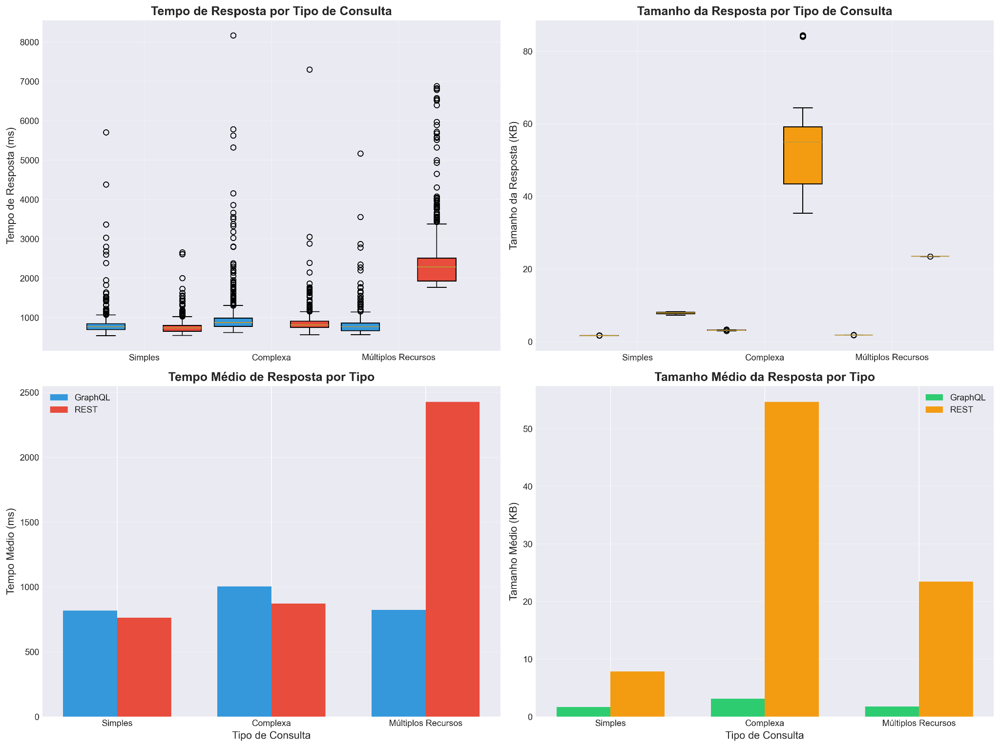 Tempo de Resposta por Tipo de Consulta
Tempo de Resposta (ms)
8000
7000
6000
5000
4000
3000
2000
1000
Simples
Complexa
Múltiplos Recursos
Tamanho da Resposta por Tipo de Consulta
Tamanho da Resposta (KB)
80
60
40
20
0
Simples
Complexa
Múltiplos Recursos
Tempo Médio de Resposta por Tipo
GraphQL
REST
Tempo Médio (ms)
2500
2000
1500
1000
500
0
Simples
Complexa
Múltiplos Recursos
Tipo de Consulta
Tamanho Médio da Resposta por Tipo
GraphQL
REST
Tamanho Médio (KB)
50
40
30
20
10
0
Simples
Complexa
Múltiplos Recursos
Tipo de Consulta